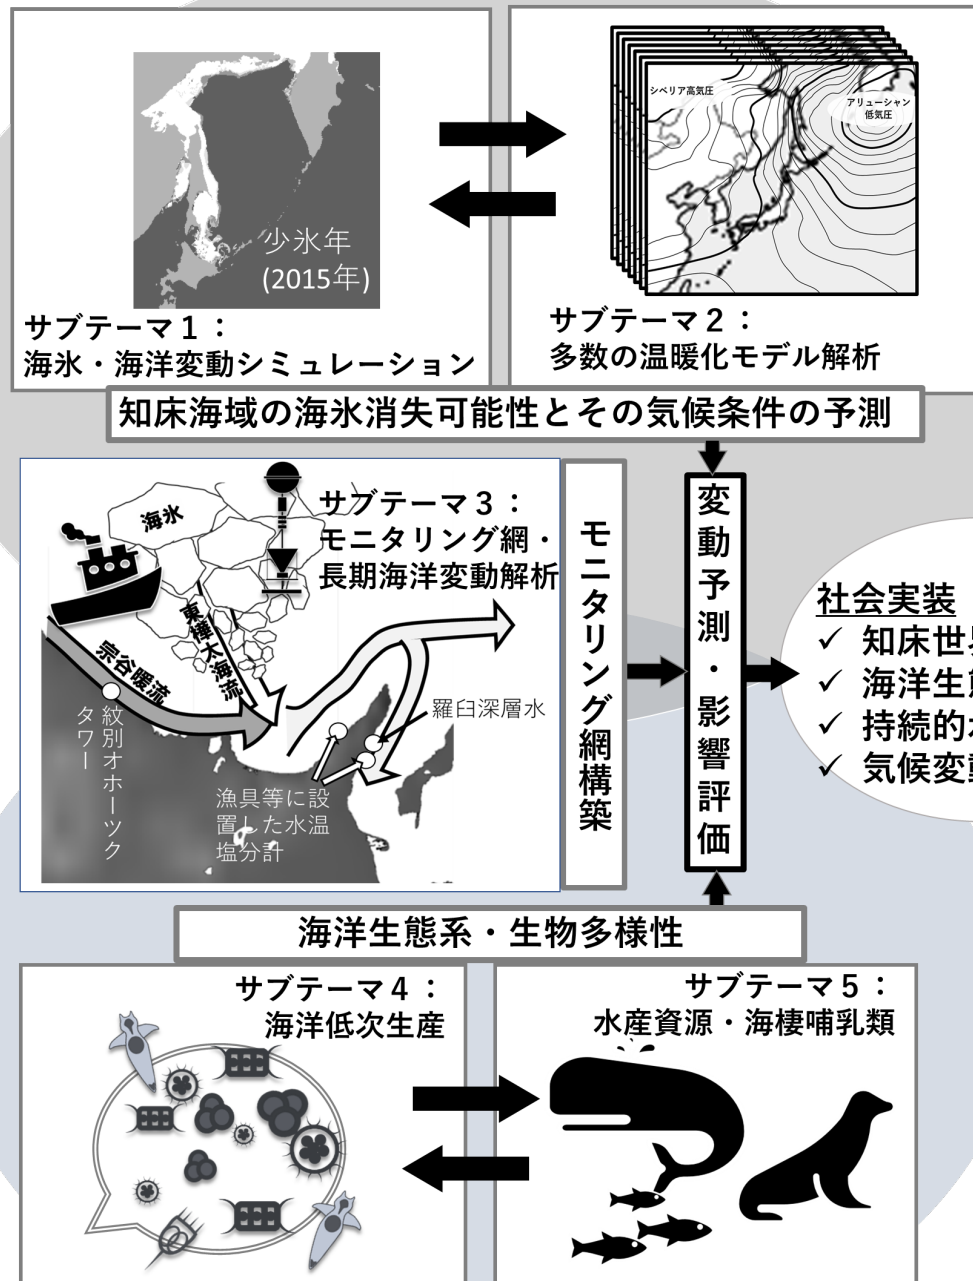 シベリア高気圧
アリューシャン
低気圧
少氷年
(2015年)
サブテーマ１：
海氷・海洋変動シミュレーション
サブテーマ２：
多数の温暖化モデル解析
知床海域の海氷消失可能性とその気候条件の予測
サブテーマ３：
モニタリング網・
長期海洋変動解析
海氷
東樺太海流
宗谷暖流
紋別オホーツク
タワー
羅臼深層水
漁具等に設
置した水温
塩分計
モニタリング網構築
変動予測・影響評価
社会実装
✓ 知床世
✓ 海洋生
✓ 持続的
✓ 気候変
海洋生態系・生物多様性
サブテーマ４：
海洋低次生産
サブテーマ５：
水産資源・海棲哺乳類